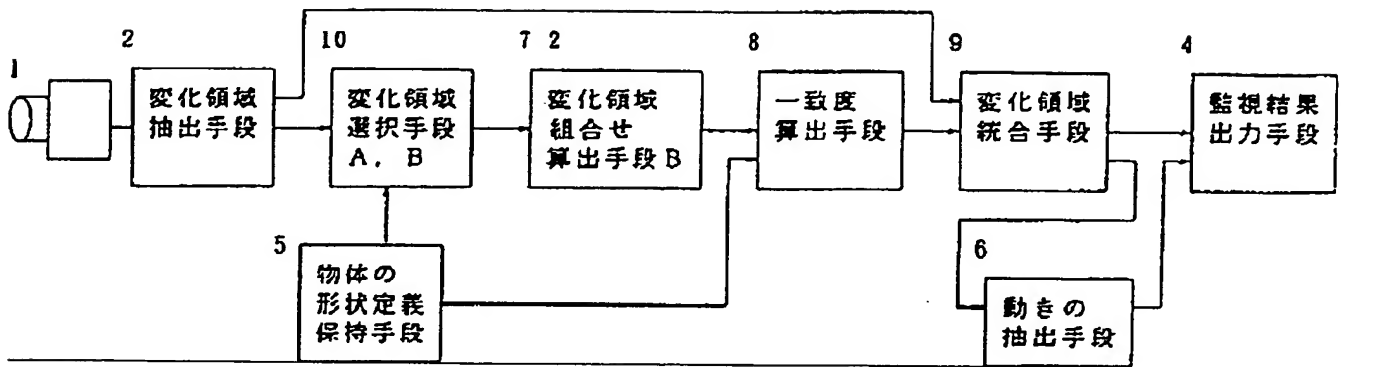 1
2
変化領域
抽出手段
10
変化領域
選択手段
A，B
7 2
変化領域
組合せ
算出手段B
8
一致度
算出手段
9
変化領域
統合手段
4
監視結果
出力手段
5
物体の
形状定義
保持手段
6
動きの
抽出手段